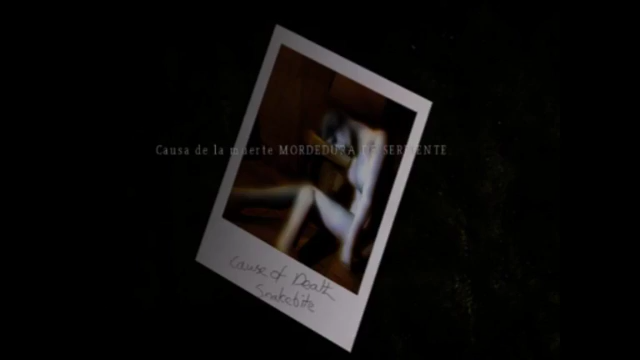 Causa de la muerte MORDEDURA DE SERPIENTE
Cause of Death
Snakebite